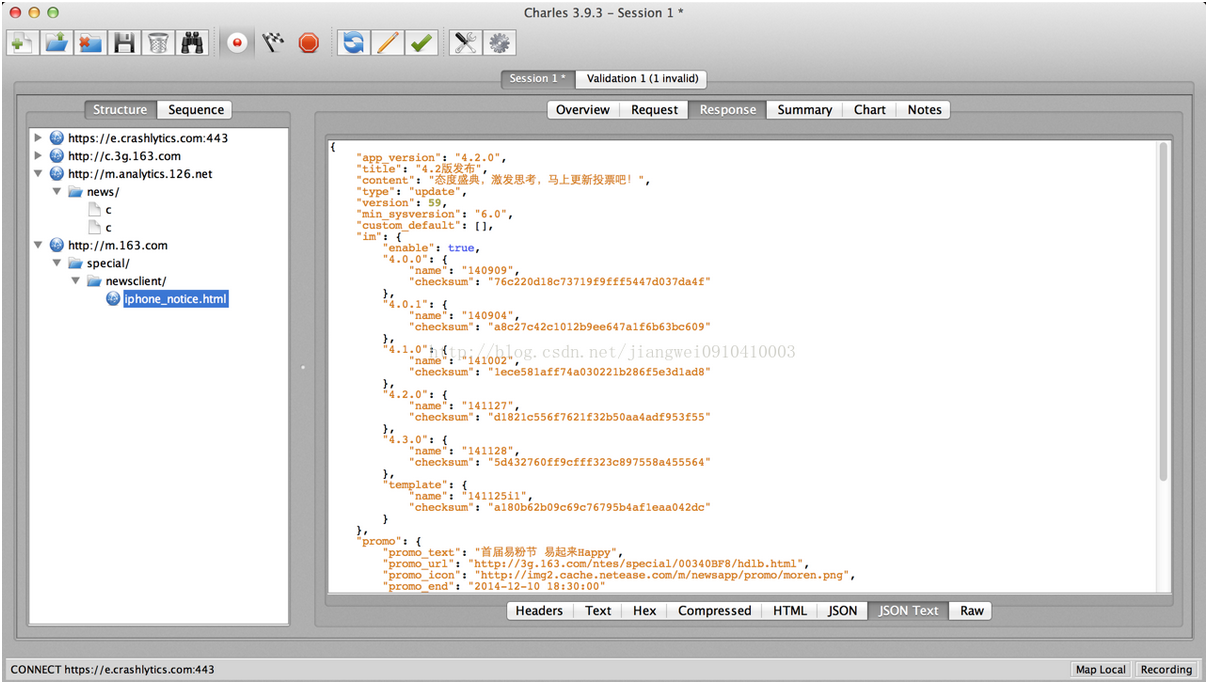 Charles 3.9.3 - Session 1 *
Session 1 *
Validation 1 (1 invalid)
Structure
Sequence
Overview
Request
Response
Summary
Chart
Notes
https://e.crashlytics.com:443
http://c.3g.163.com
http://m.analytics.126.net
news/
c
c
http://m.163.com
special/
newsclient/
iphone_notice.html
{
"app_version": "4.2.0",
"title": "4.2版发布",
"content": "态度盛典，激发思考，马上更新投票吧！",
"type": "update",
"version": 59,
"min_sysversion": "6.0",
"custom_default": [],
"im": {
"enable": true,
"4.0.0": {
"name": "140909",
"checksum": "76c220d18c73719f9fff5447d037da4f"
},
"4.0.1": {
"name": "140904",
"checksum": "a8c27c42c1012b9ee647a1f6b63bc609"
},
"4.1.0": {
"name": "141002",
"checksum": "1ece581aff74a030221b286f5e3d1ad8"
},
"4.2.0": {
"name": "141127",
"checksum": "d1821c556f7621f32b50aa4adf953f55"
},
"4.3.0": {
"name": "141128",
"checksum": "5d432760ff9cfff323c897558a455564"
},
"template": {
"name": "141125i1",
"checksum": "a180b62b09c69c76795b4af1eaa042dc"
}
},
"promo": {
"promo_text": "首届易粉节 易起来Happy",
"promo_url": "http://3g.163.com/ntes/special/00340BF8/hdlb.html",
"promo_icon": "http://img2.cache.netease.com/m/newsapp/promo/moren.png",
"promo_end": "2014-12-10 18:30:00"
http://blog.csdn.net/jiangwei0910410003
Headers
Text
Hex
Compressed
HTML
JSON
JSON Text
Raw
CONNECT https://e.crashlytics.com:443
Map Local
Recording